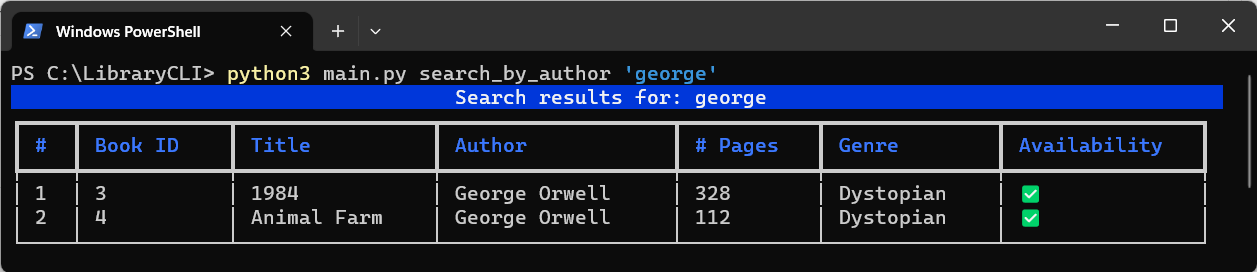 Windows PowerShell
PS C:\LibraryCLI> python3 main.py search_by_author 'george'
Search results for: george
# Book ID Title Author # Pages Genre Availability
1 3 1984 George Orwell 328 Dystopian ✅
2 4 Animal Farm George Orwell 112 Dystopian ✅